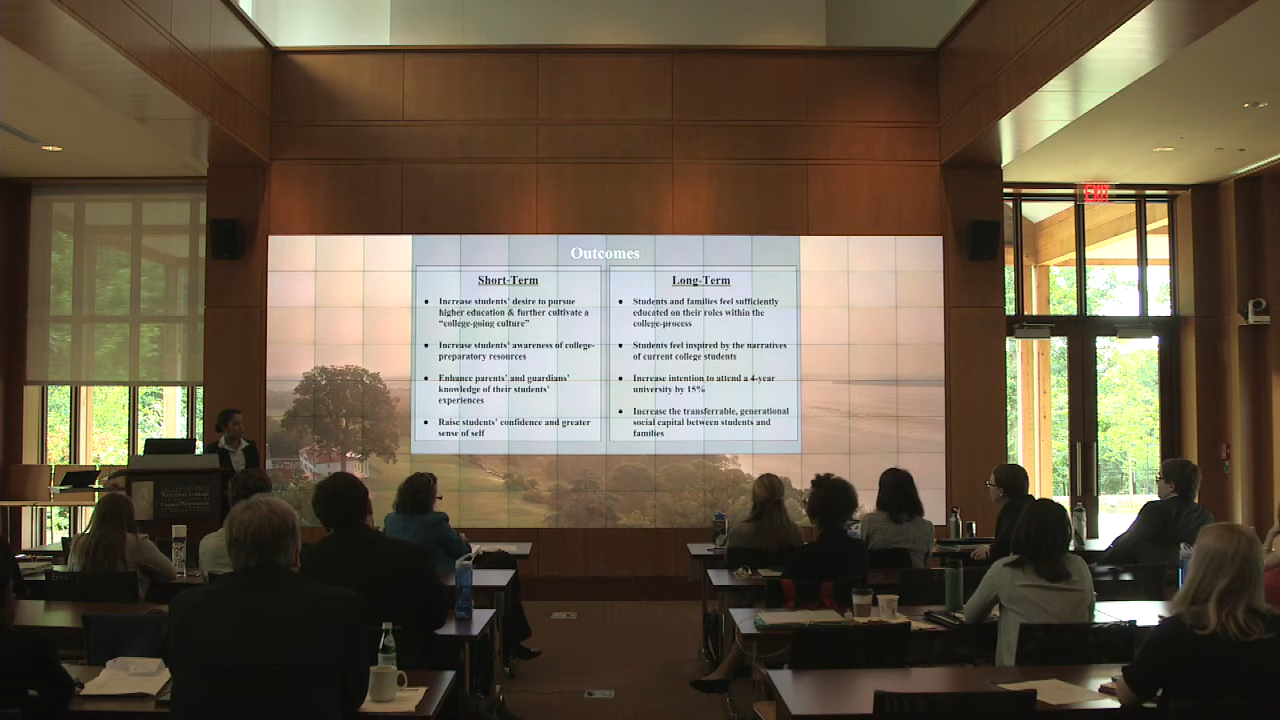 EXIT
Outcomes
Short-Term
● Increase students' desire to pursue
higher education & further cultivate a
"college-going culture"
● Increase students' awareness of college-
preparatory resources
● Enhance parents' and guardians'
knowledge of their students'
experiences
● Raise students' confidence and greater
sense of self
Long-Term
● Students and families feel sufficiently
educated on their roles within the
college-process
● Students feel inspired by the narratives
of current college students
● Increase intention to attend a 4-year
university by 15%
● Increase the transferrable, generational
social capital between students and
families
National Library
George Washington